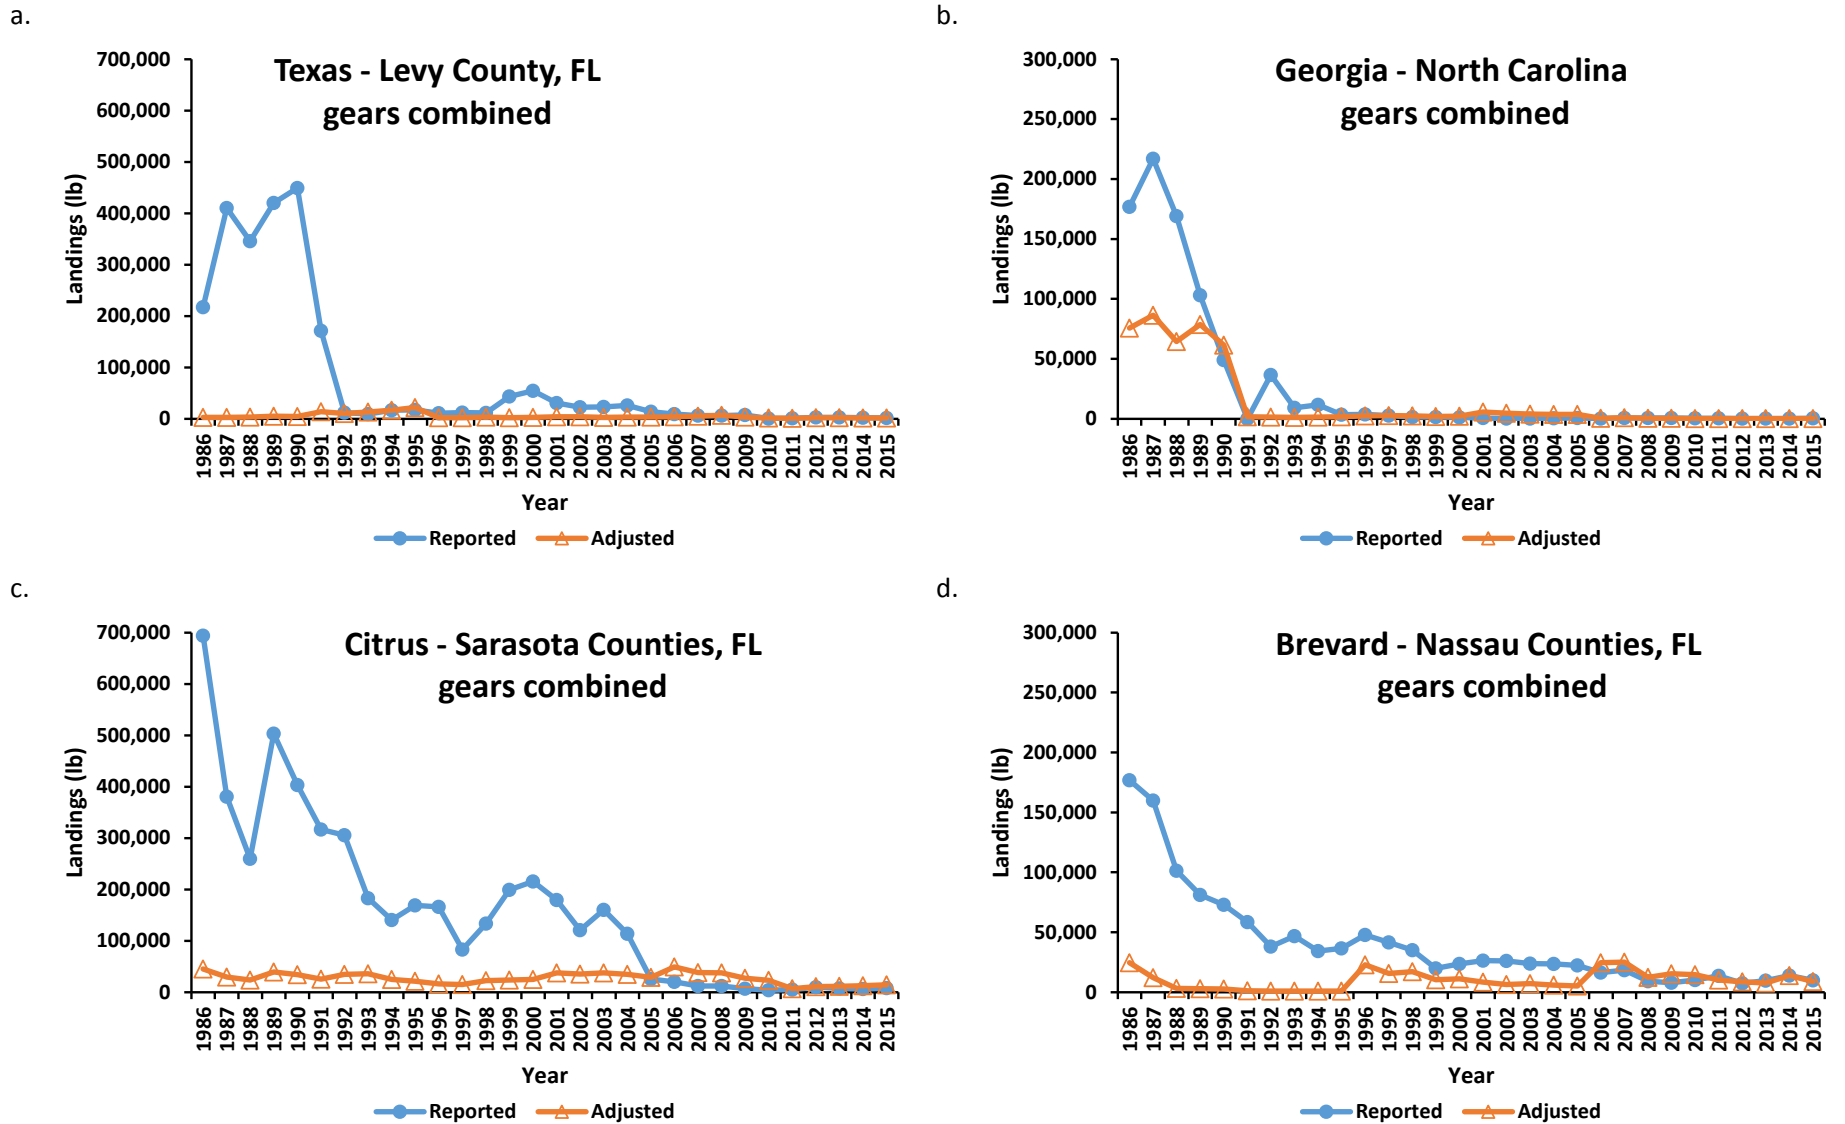 a.
Texas - Levy County, FL
gears combined
700,000
600,000
500,000
400,000
300,000
200,000
100,000
0
Landings (lb)
1986 1987 1988 1989 1990 1991 1992 1993 1994 1995 1996 1997 1998 1999 2000 2001 2002 2003 2004 2005 2006 2007 2008 2009 2010 2011 2012 2013 2014 2015
Year
Reported Adjusted
b.
Georgia - North Carolina
gears combined
300,000
250,000
200,000
150,000
100,000
50,000
0
Landings (lb)
1986 1987 1988 1989 1990 1991 1992 1993 1994 1995 1996 1997 1998 1999 2000 2001 2002 2003 2004 2005 2006 2007 2008 2009 2010 2011 2012 2013 2014 2015
Year
Reported Adjusted
c.
Citrus - Sarasota Counties, FL
gears combined
700,000
600,000
500,000
400,000
300,000
200,000
100,000
0
Landings (lb)
1986 1987 1988 1989 1990 1991 1992 1993 1994 1995 1996 1997 1998 1999 2000 2001 2002 2003 2004 2005 2006 2007 2008 2009 2010 2011 2012 2013 2014 2015
Year
Reported Adjusted
d.
Brevard - Nassau Counties, FL
gears combined
300,000
250,000
200,000
150,000
100,000
50,000
0
Landings (lb)
1986 1987 1988 1989 1990 1991 1992 1993 1994 1995 1996 1997 1998 1999 2000 2001 2002 2003 2004 2005 2006 2007 2008 2009 2010 2011 2012 2013 2014 2015
Year
Reported Adjusted